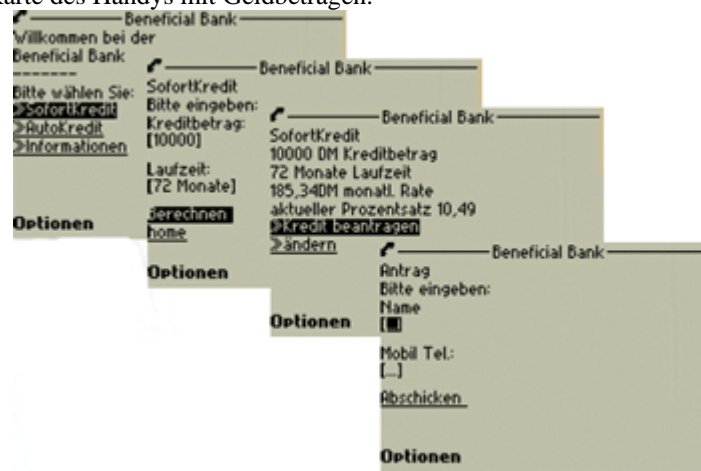 karte des Handys mit Geldbeträgen.
Beneficial Bank
Willkommen bei der
Beneficial Bank
-------
Bitte wählen Sie:
SofortKredit
AutoKredit
Informationen
Optionen
Beneficial Bank
SofortKredit
Bitte eingeben:
Kreditbetrag:
[10000]
Laufzeit:
[72 Monate]
Berechnen
home
Optionen
Beneficial Bank
SofortKredit
10000 DM Kreditbetrag
72 Monate Laufzeit
185,34DM monatl. Rate
aktueller Prozentsatz 10,49
Kredit beantragen
ändern
Optionen
Beneficial Bank
Antrag
Bitte eingeben:
Name
[ ]
Mobil Tel.:
[...]
Abschicken
Optionen